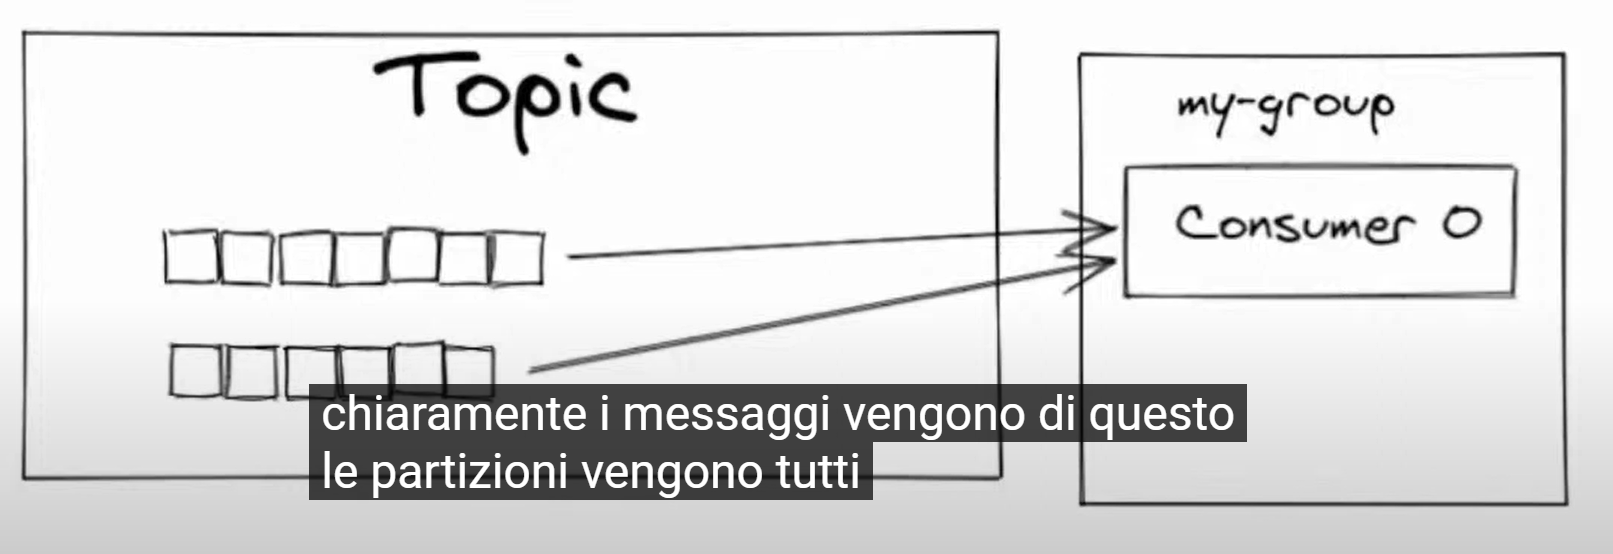 Topic
my-group
Consumer 0
chiaramente i messaggi vengono di questo
le partizioni vengono tutti